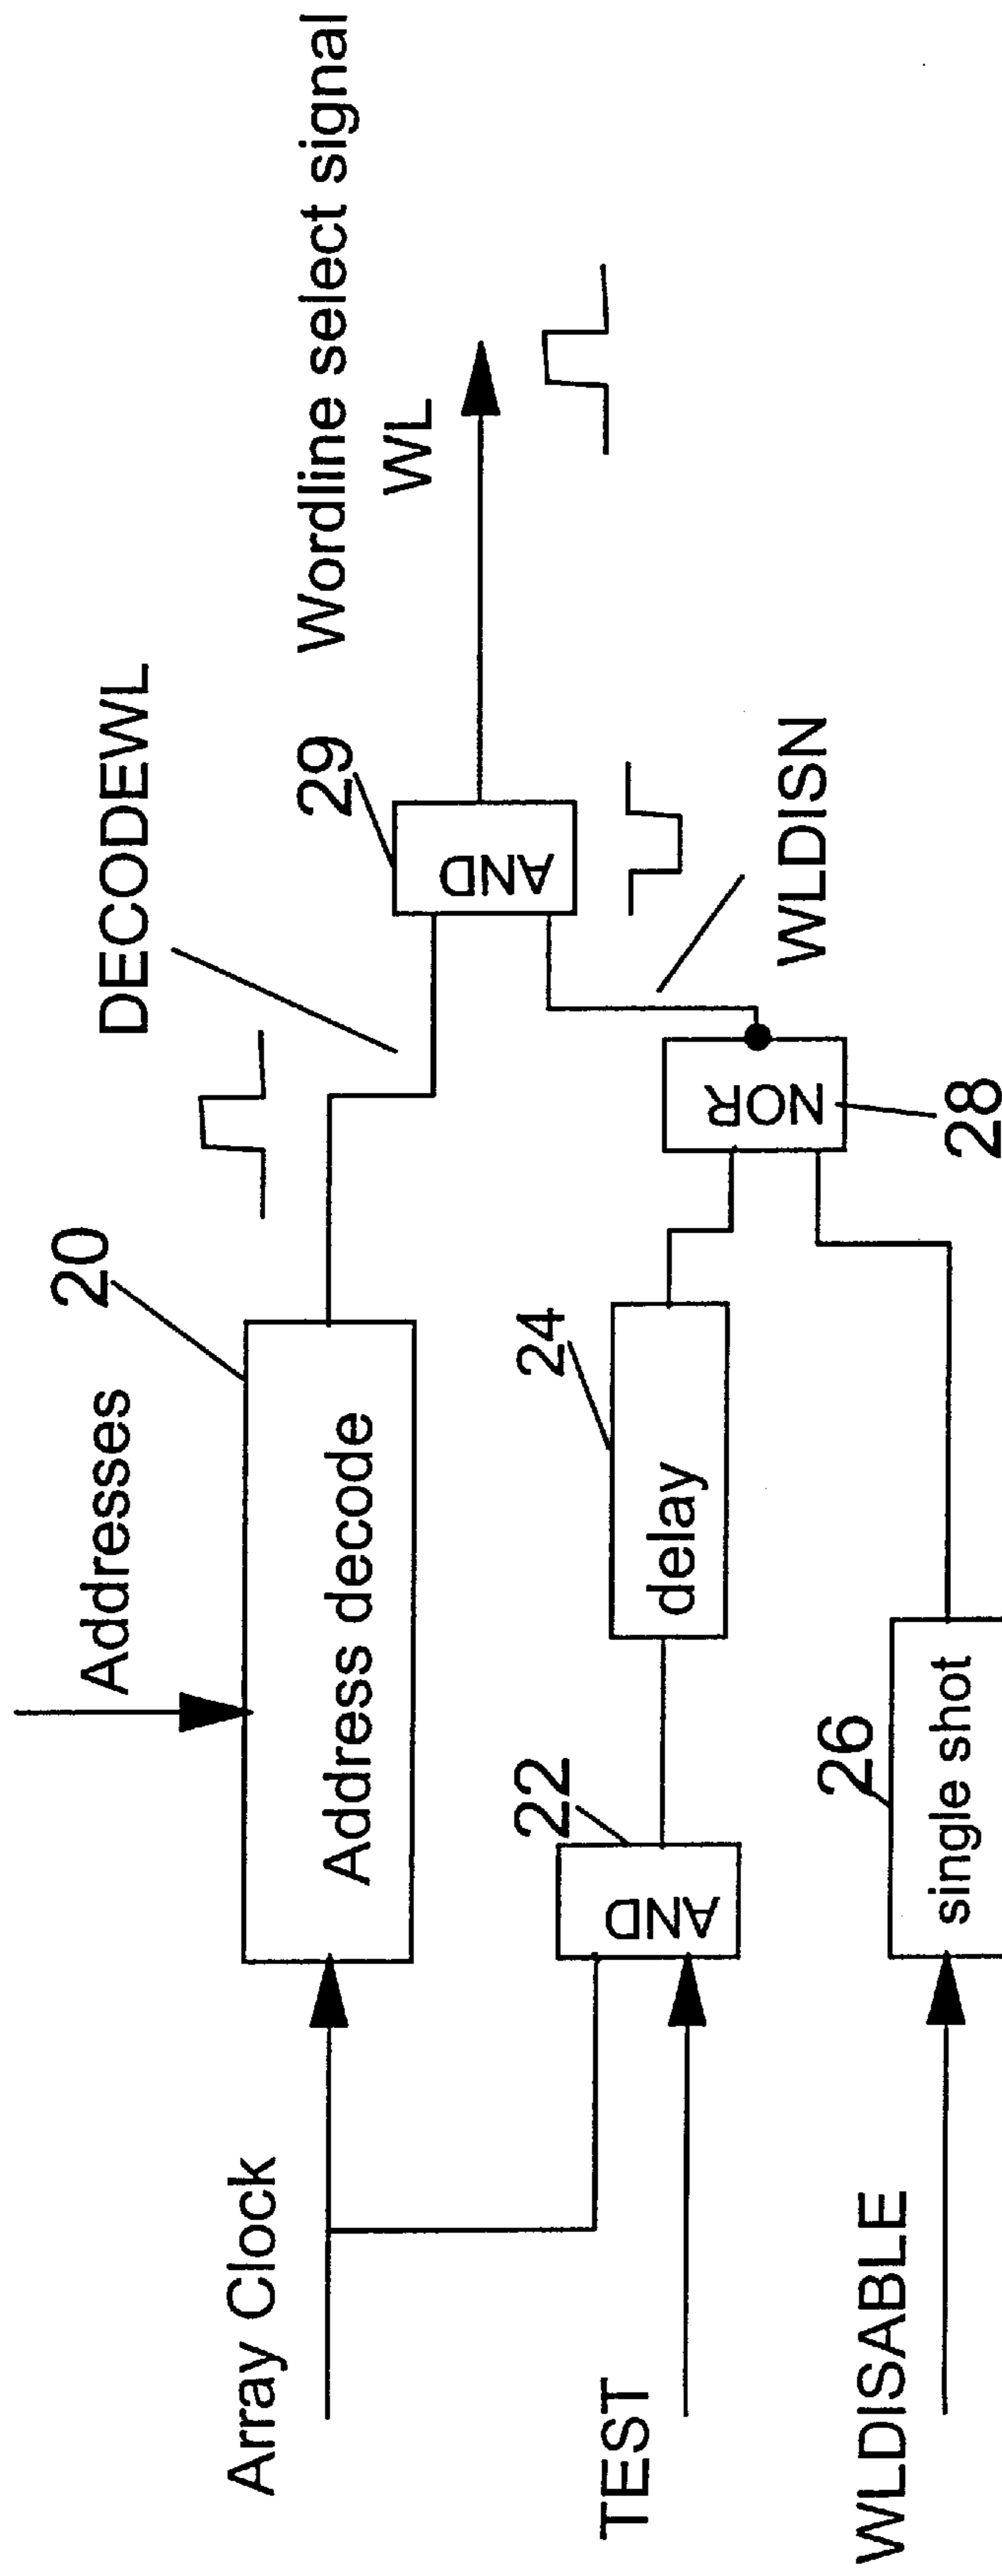 Addresses
20
DECODEWL
Array Clock
Address decode
29
Wordline select signal
WL
AND
22
24
TEST
AND
delay
NOR
WLDISN
28
26
WLDISABLE
single shot